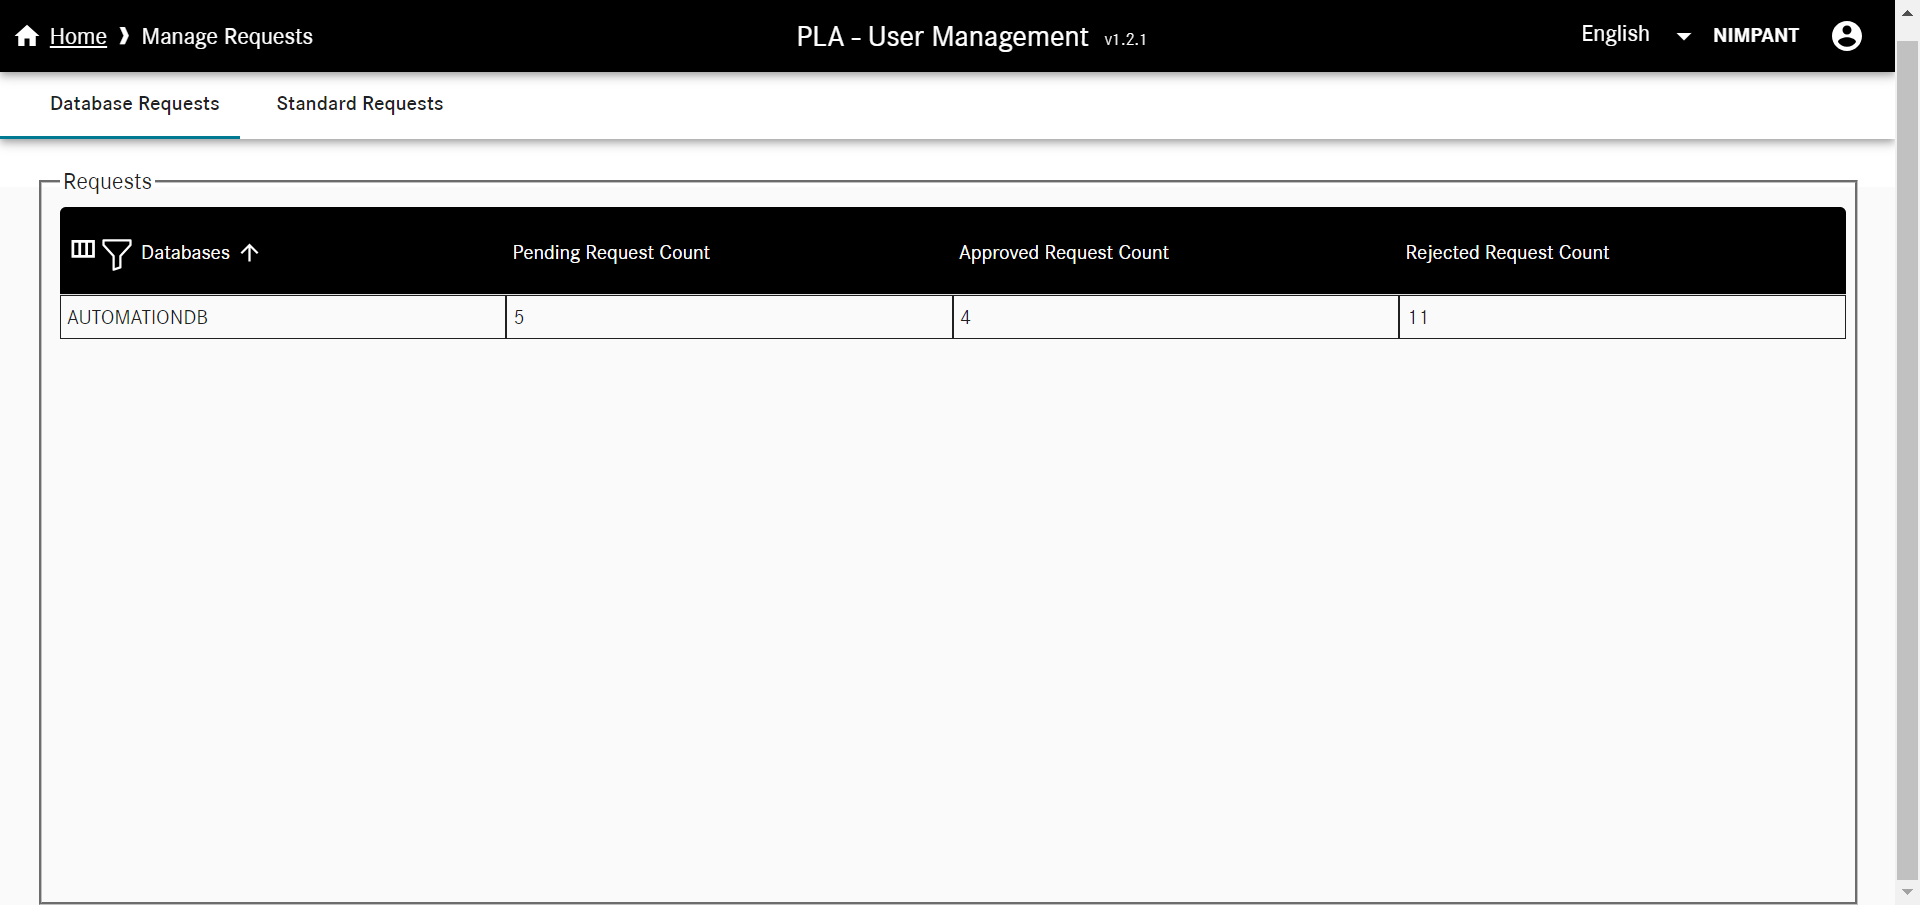 Home ❱ Manage Requests
PLA - User Management v1.2.1
English
NIMPANT
Database Requests
Standard Requests
Requests
Databases
Pending Request Count
Approved Request Count
Rejected Request Count
AUTOMATIONDB
5
4
11